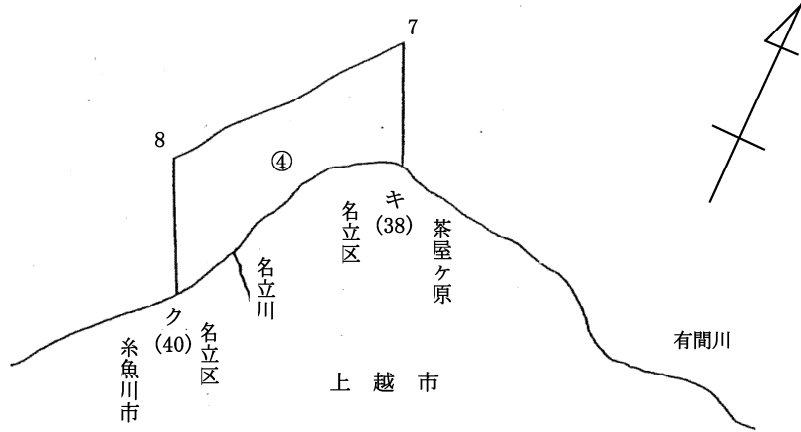 7
8
④
キ
(38)
名立区
茶屋ヶ原
名立川
ク
(40)
名立区
糸魚川市
有間川
上越市